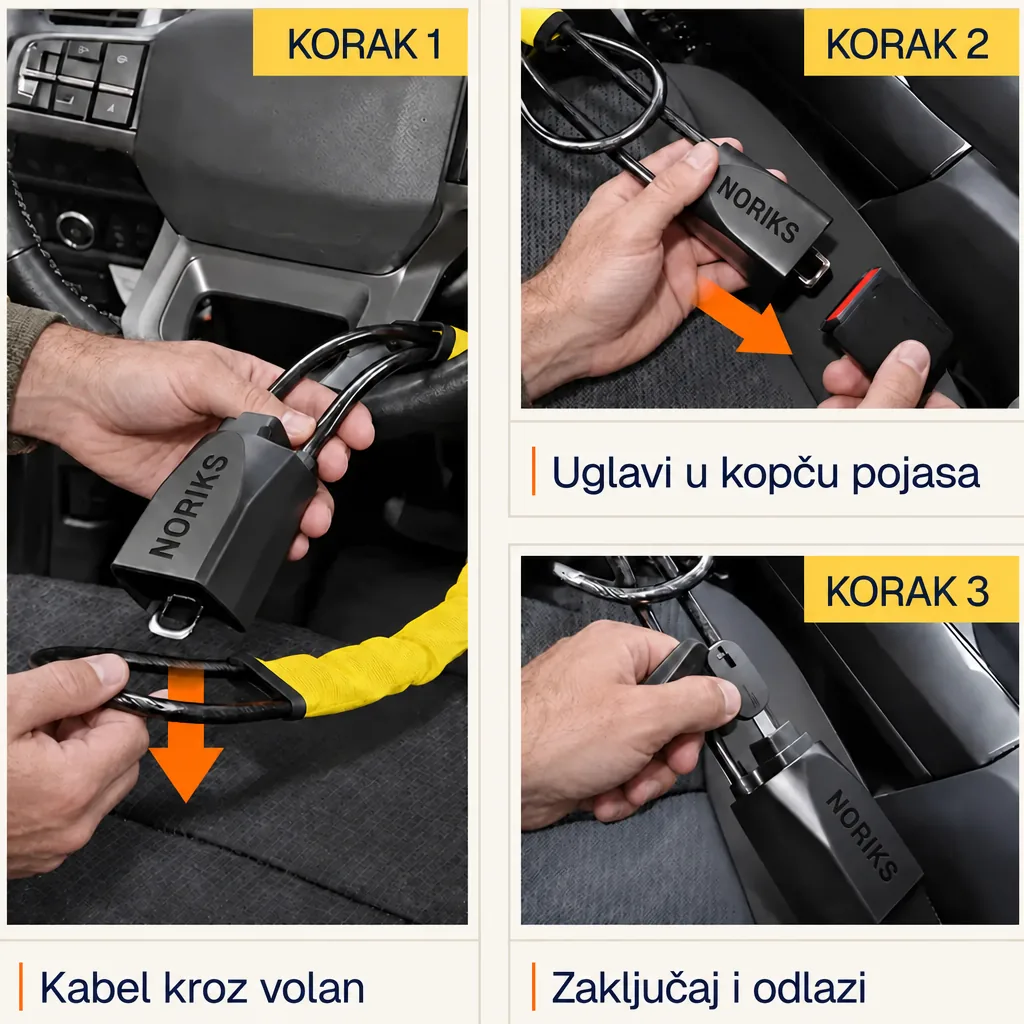 KORAK 1
NORIKS
Kabel kroz volan
KORAK 2
NORIKS
Uglavi u kopču pojasa
KORAK 3
NORIKS
Zaključaj i odlazi